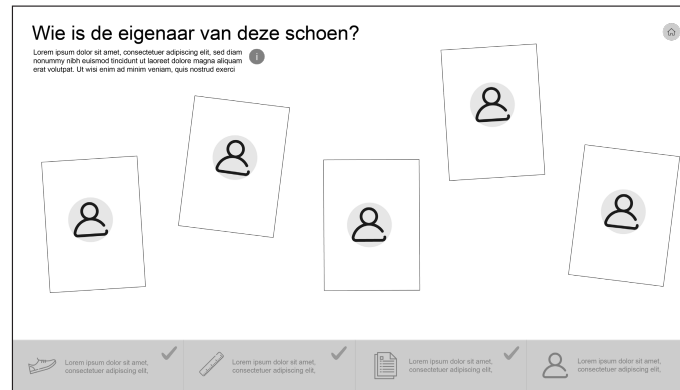 Wie is de eigenaar van deze schoen?
Lorem ipsum dolor sit amet, consectetuer adipiscing elit, sed diam
nonummy nibh euismod tincidunt ut laoreet dolore magna aliquam
erat volutpat. Ut wisi enim ad minim veniam, quis nostrud exerci
i
Lorem ipsum dolor sit amet,
consectetuer adipiscing elit,
Lorem ipsum dolor sit amet,
consectetuer adipiscing elit,
Lorem ipsum dolor sit amet,
consectetuer adipiscing elit,
Lorem ipsum dolor sit amet,
consectetuer adipiscing elit,